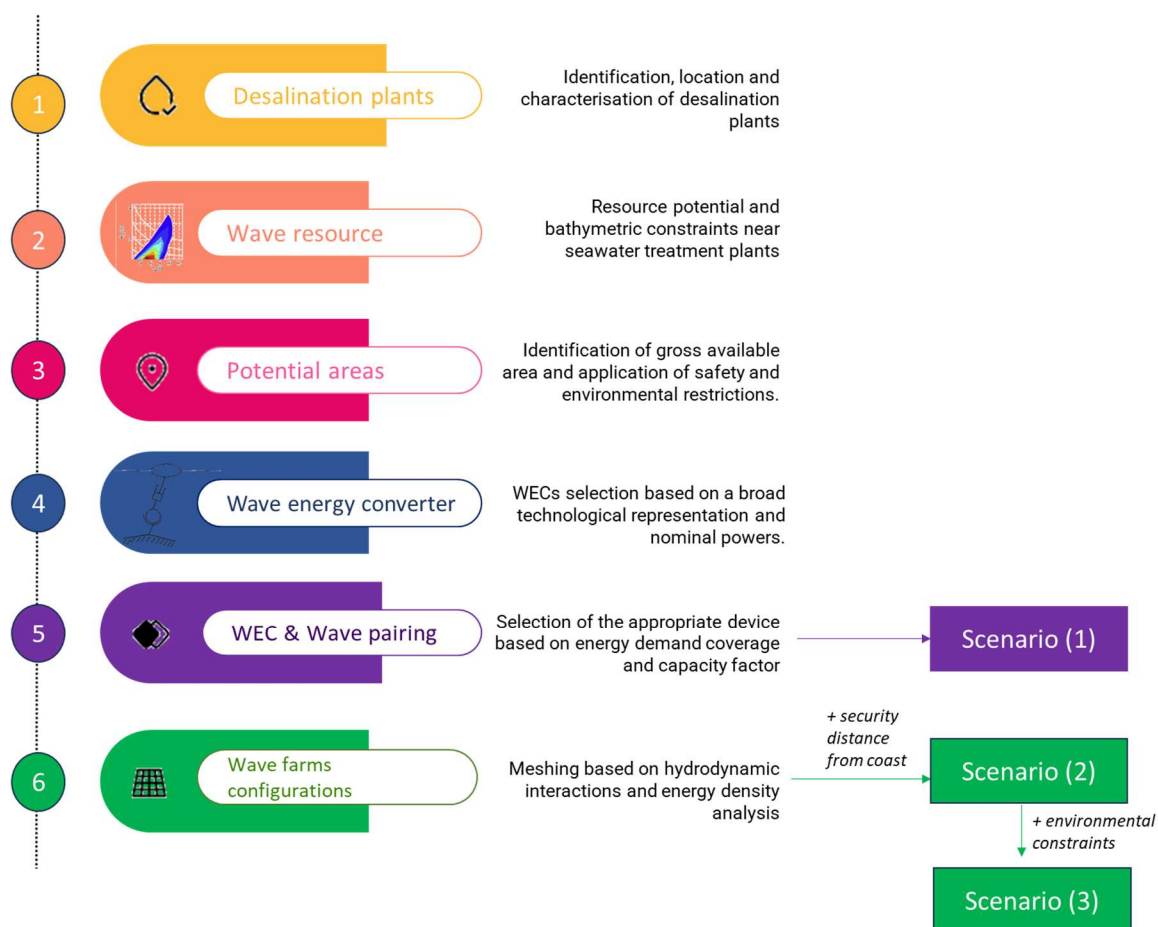 1
Desalination plants
Identification, location and
characterisation of desalination
plants
2
Wave resource
Resource potential and
bathymetric constraints near
seawater treatment plants
3
Potential areas
Identification of gross available
area and application of safety and
environmental restrictions.
4
Wave energy converter
WECs selection based on a broad
technological representation and
nominal powers.
5
WEC & Wave pairing
Selection of the appropriate device
based on energy demand coverage
and capacity factor
Scenario (1)
6
Wave farms
configurations
Meshing based on hydrodynamic
interactions and energy density
analysis
+ security
distance
from coast
Scenario (2)
+ environmental
constraints
Scenario (3)